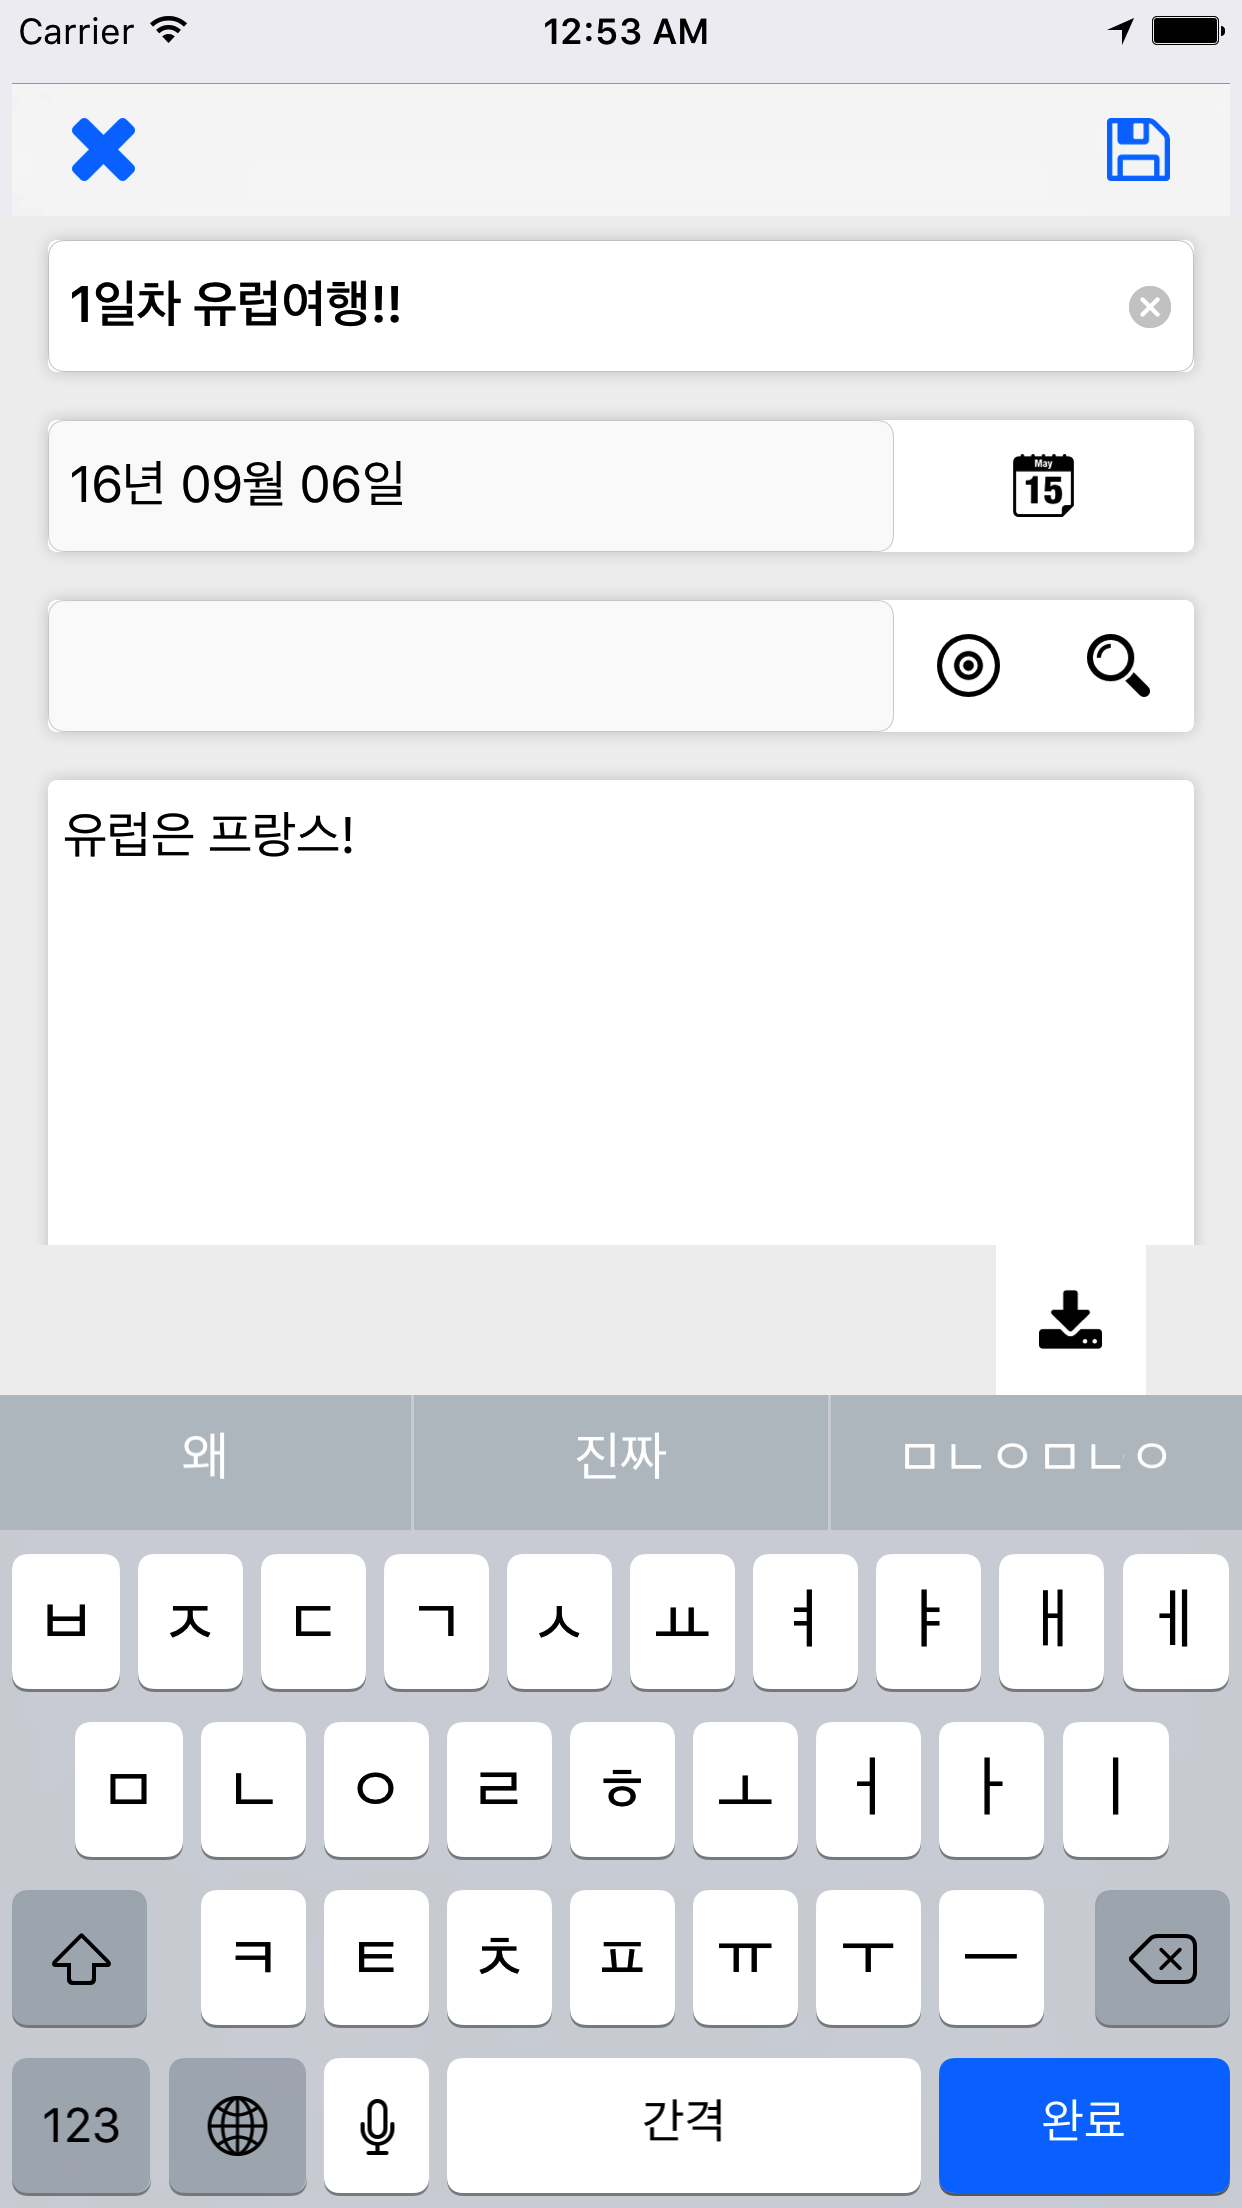 Carrier 12:53 AM
1일차 유럽여행!!
16년 09월 06일
May
15
유럽은 프랑스!
왜 진짜 ㅁㄴㅇㅁㄴㅇ
ㅂ ㅈ ㄷ ㄱ ㅅ ㅛ ㅕ ㅑ ㅐ ㅔ
ㅁ ㄴ ㅇ ㄹ ㅎ ㅗ ㅓ ㅏ ㅣ
ㅋ ㅌ ㅊ ㅍ ㅠ ㅜ ㅡ
123 간격 완료